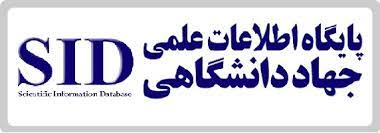 پایگاه اطلاعات علمی
جهاد دانشگاهی
SID
Scientific Information Database